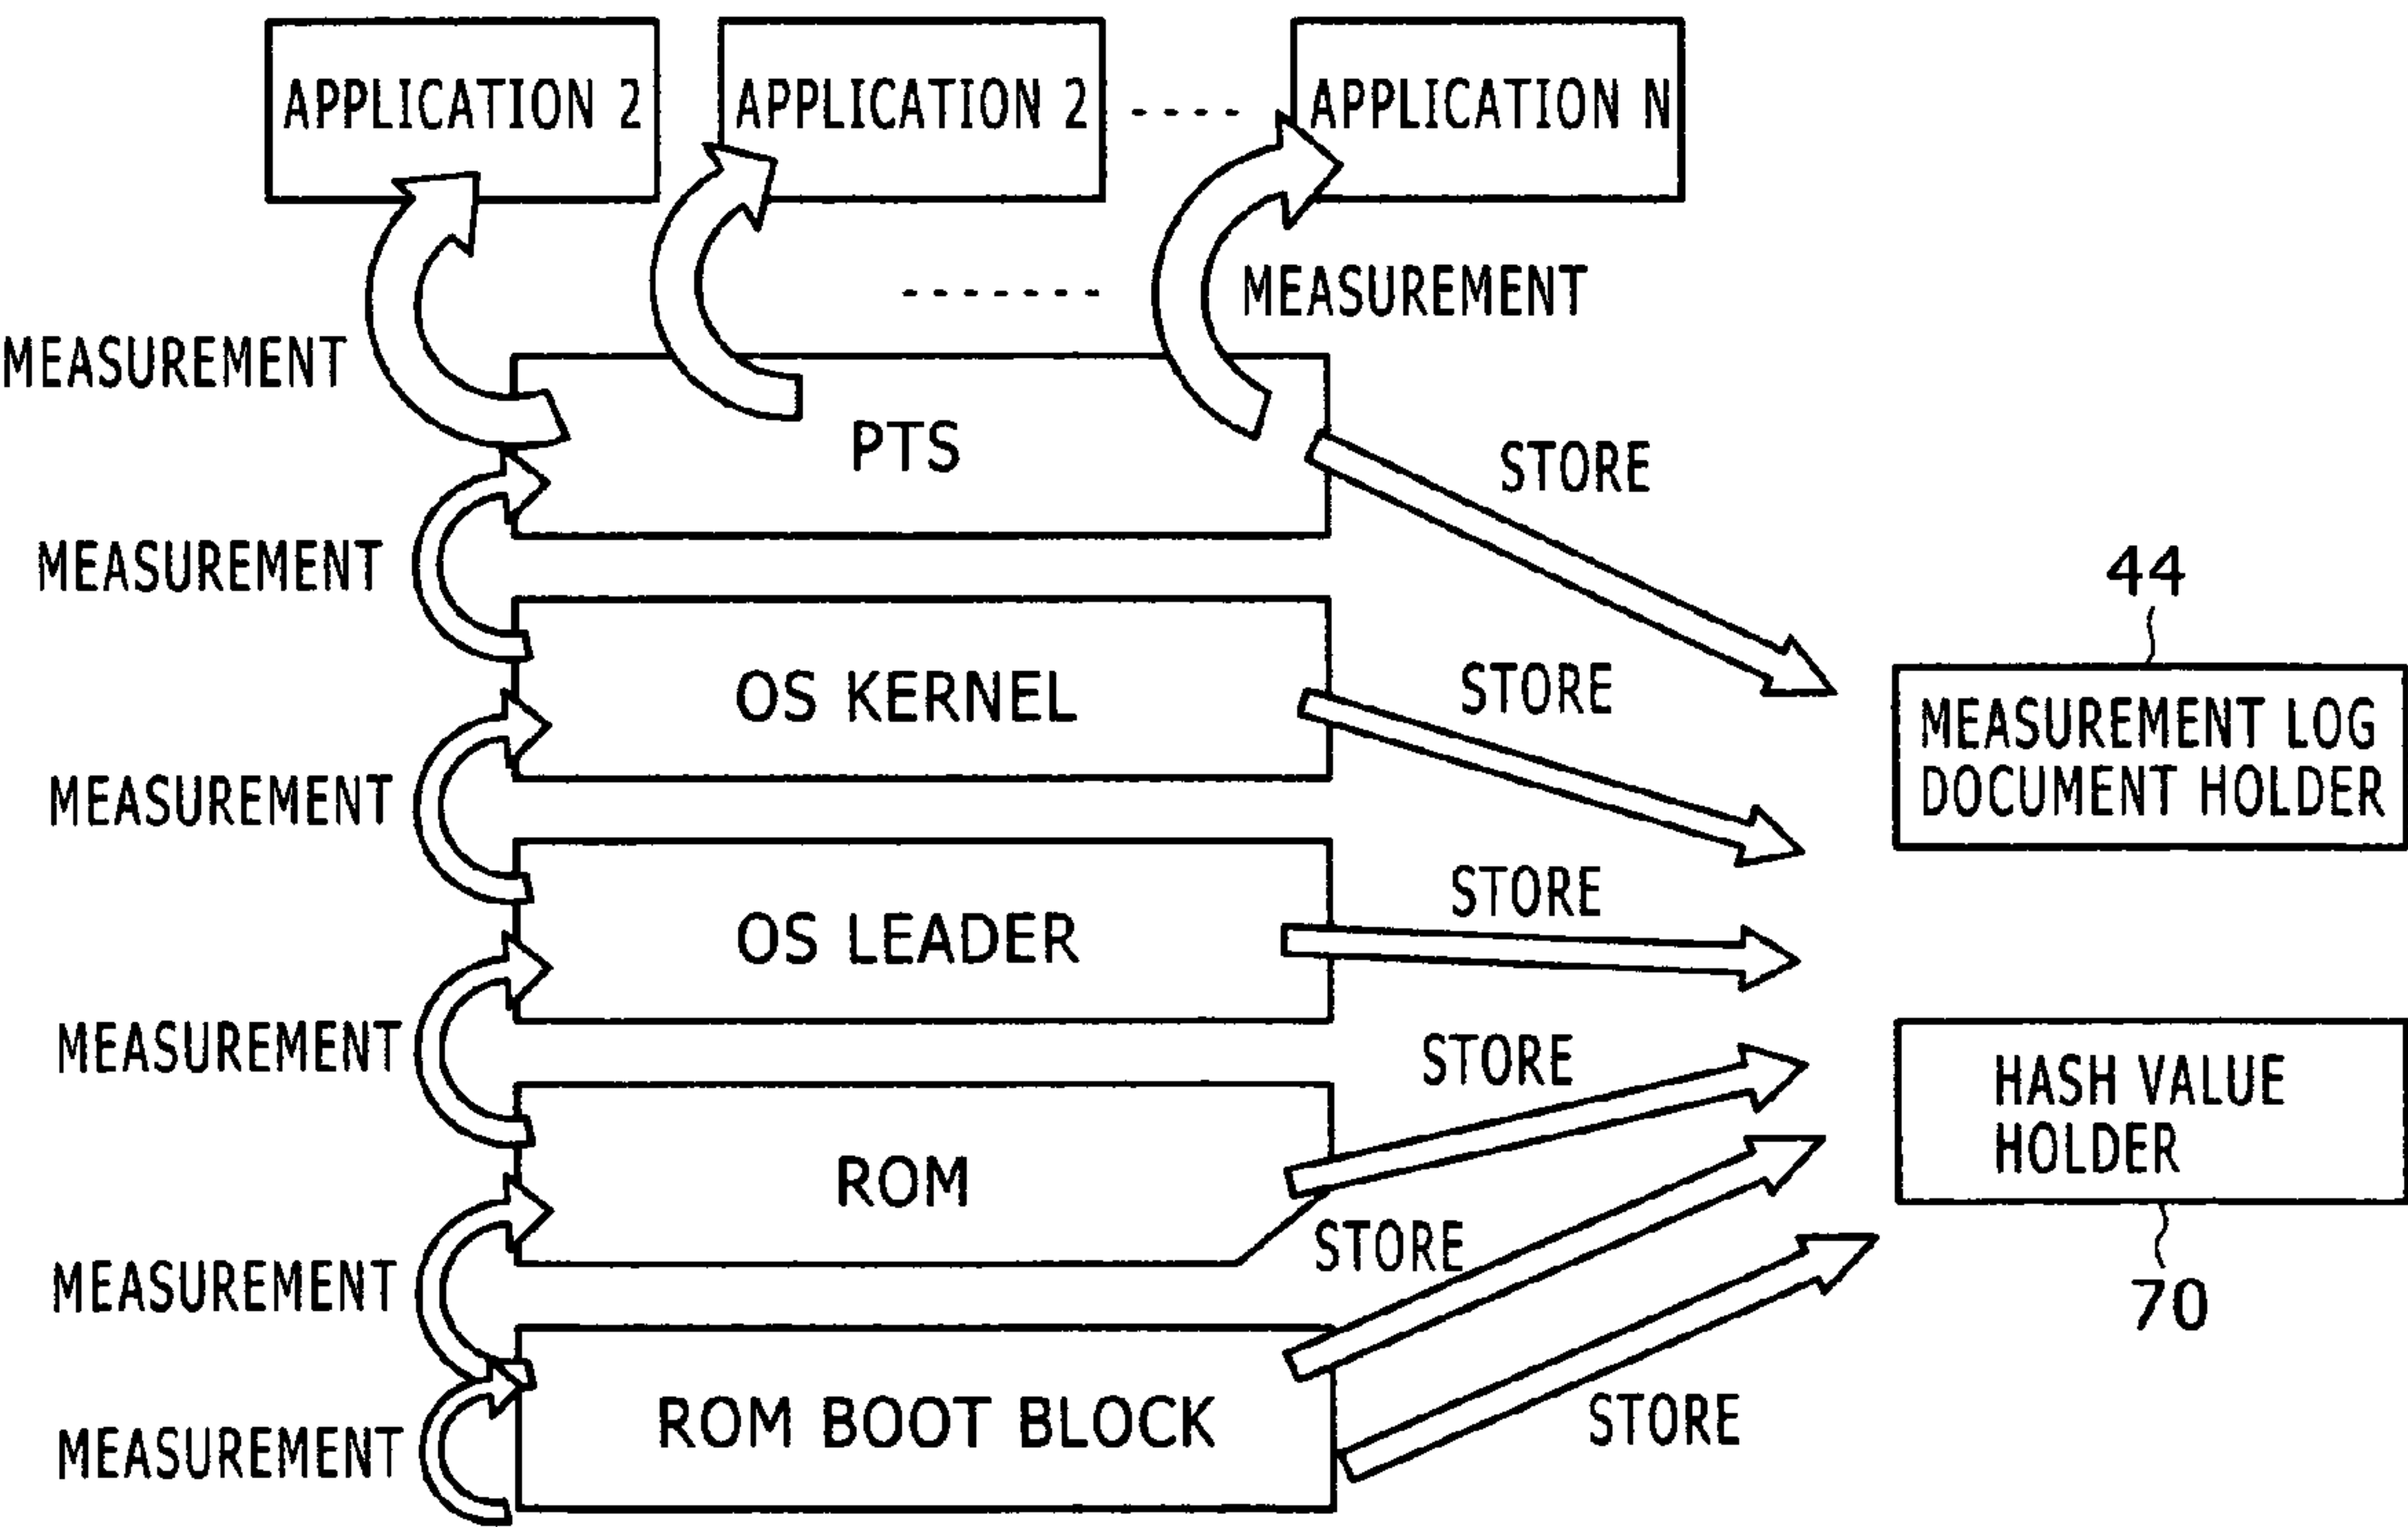 APPLICATION 2
APPLICATION 2
- - - -
APPLICATION N
- - - - - - -
MEASUREMENT
MEASUREMENT
PTS
STORE
MEASUREMENT
44
STORE
OS KERNEL
MEASUREMENT LOG
DOCUMENT HOLDER
MEASUREMENT
STORE
OS LEADER
MEASUREMENT
STORE
HASH VALUE
HOLDER
ROM
STORE
MEASUREMENT
70
ROM BOOT BLOCK
STORE
MEASUREMENT